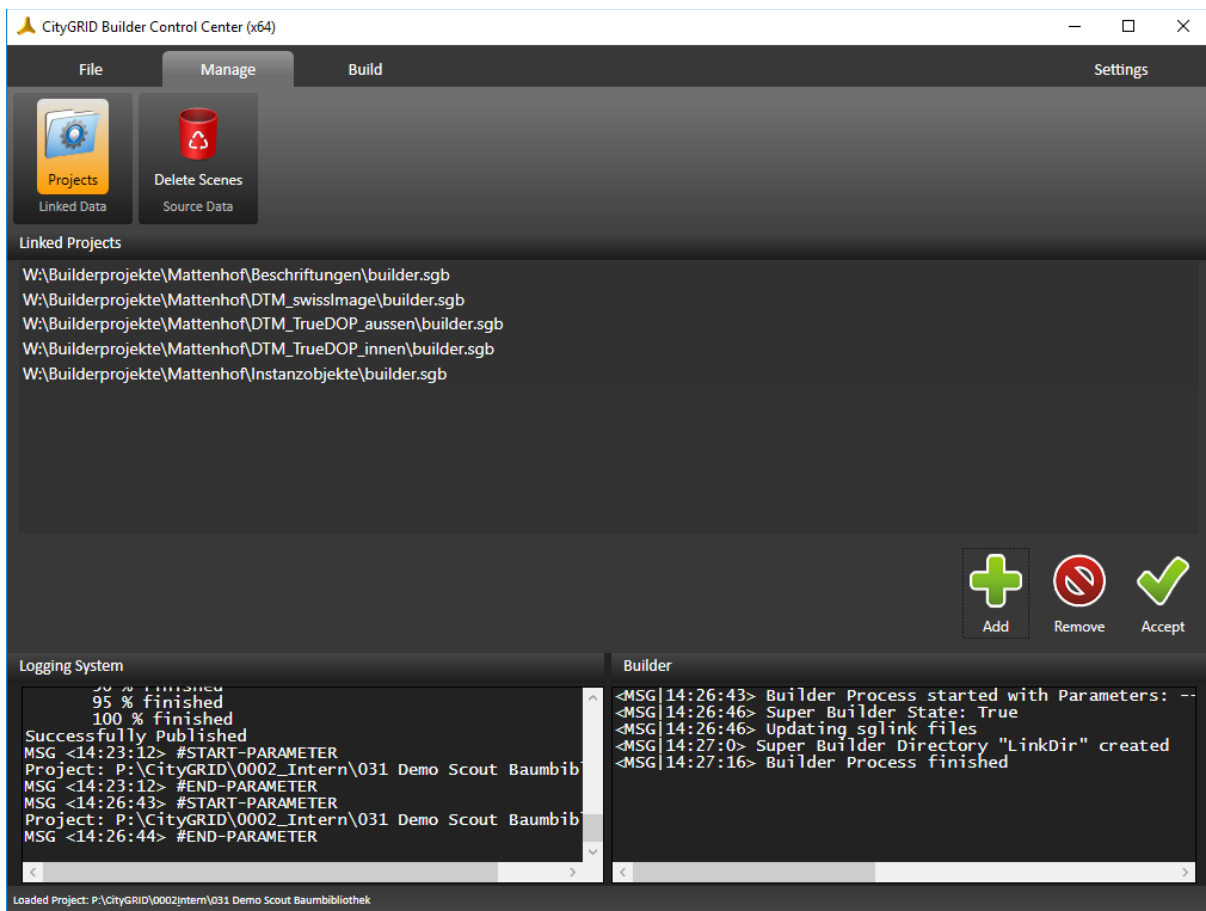 CityGRID Builder Control Center (x64)
File Manage Build Settings
Projects Delete Scenes
Linked Data Source Data
Linked Projects
W:\Builderprojekte\Mattenhof\Beschriftungen\builder.sgb
W:\Builderprojekte\Mattenhof\DTM_swissImage\builder.sgb
W:\Builderprojekte\Mattenhof\DTM_TrueDOP_aussen\builder.sgb
W:\Builderprojekte\Mattenhof\DTM_TrueDOP_innen\builder.sgb
W:\Builderprojekte\Mattenhof\Instanzobjekte\builder.sgb
Add Remove Accept
Logging System
% finished
95 % finished
100 % finished
Successfully Published
MSG <14:23:12> #START-PARAMETER
Project: P:\CityGRID\0002_Intern\031 Demo Scout Baumbib
MSG <14:23:12> #END-PARAMETER
MSG <14:26:43> #START-PARAMETER
Project: P:\CityGRID\0002_Intern\031 Demo Scout Baumbib
MSG <14:26:44> #END-PARAMETER
Builder
<MSG|14:26:43> Builder Process started with Parameters: --
<MSG|14:26:46> Super Builder State: True
<MSG|14:26:46> Updating sglink files
<MSG|14:27:0> Super Builder Directory "LinkDir" created
<MSG|14:27:16> Builder Process finished
Loaded Project: P:\CityGRID\0002Intern\031 Demo Scout Baumbibliothek